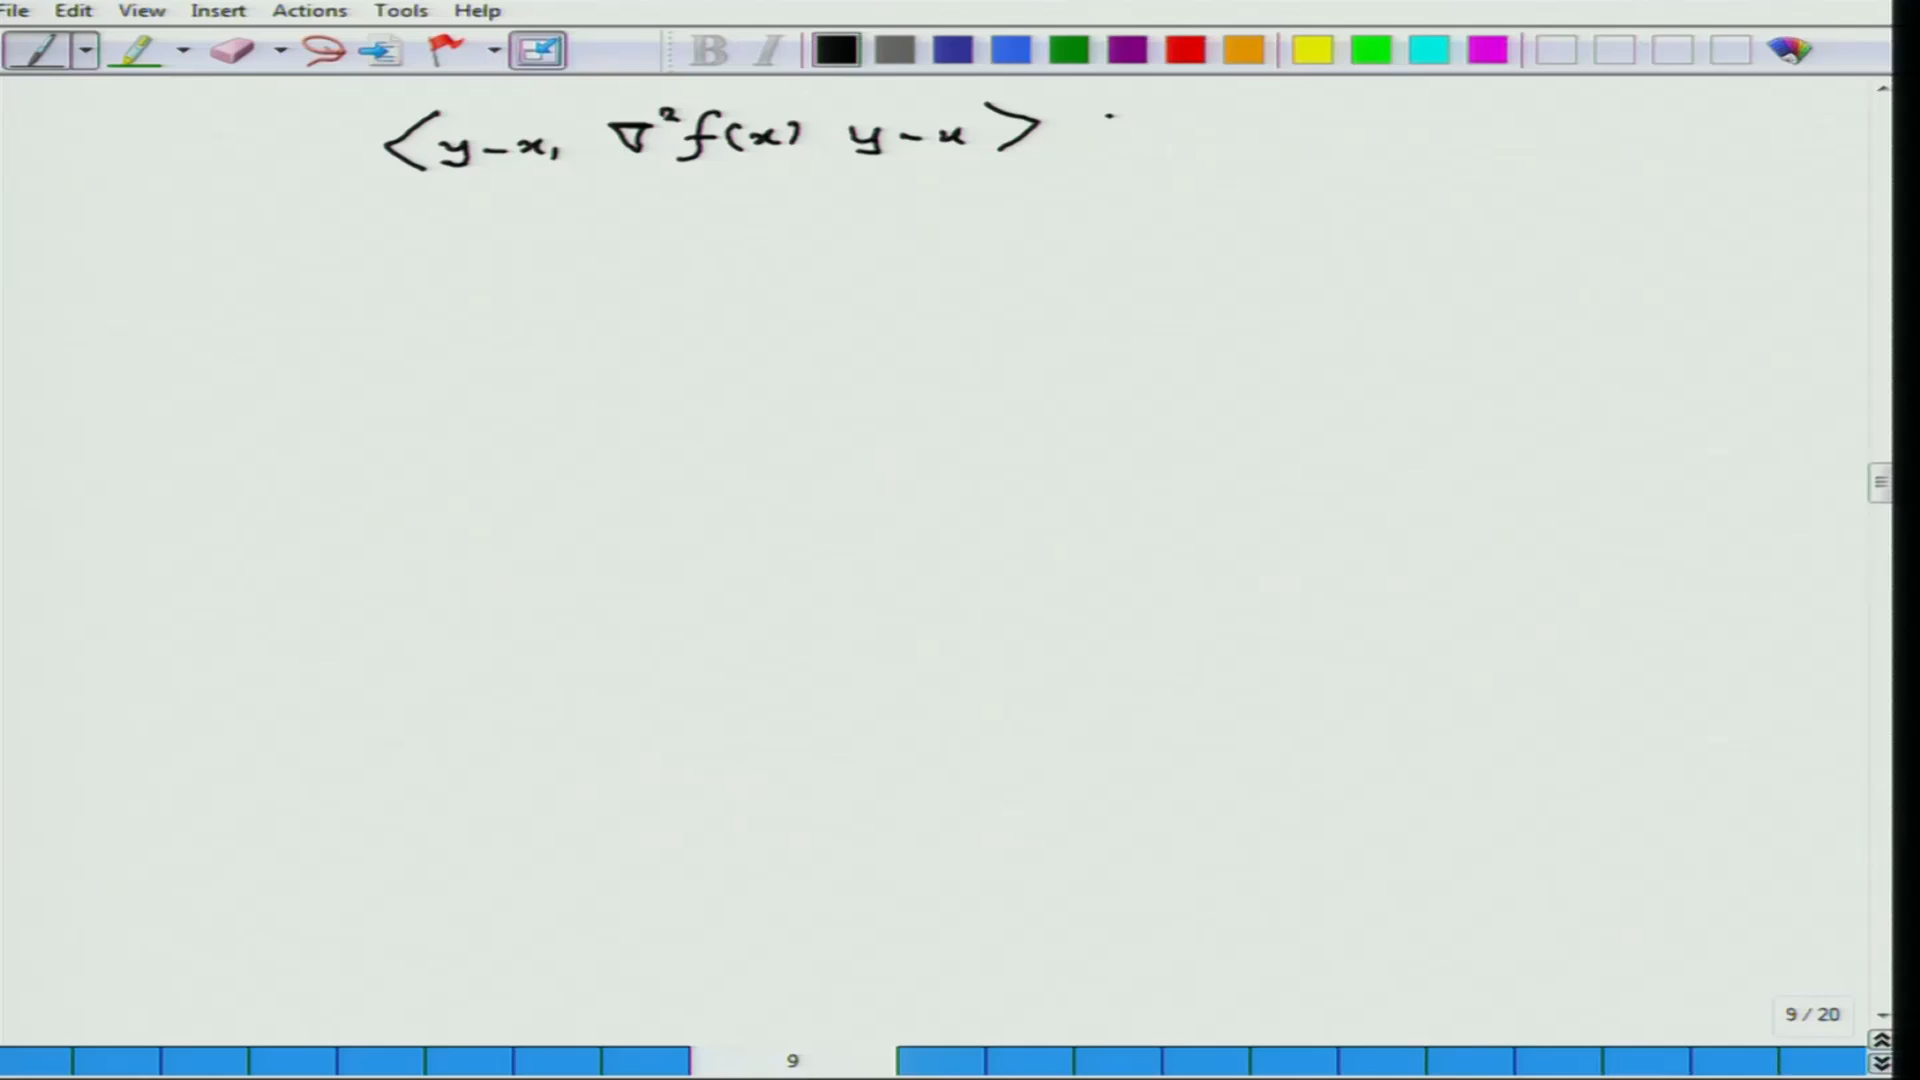 File Edit View Insert Actions Tools Help
B I
<y-x, ∇²f(x) y-x> .
9 / 20
9